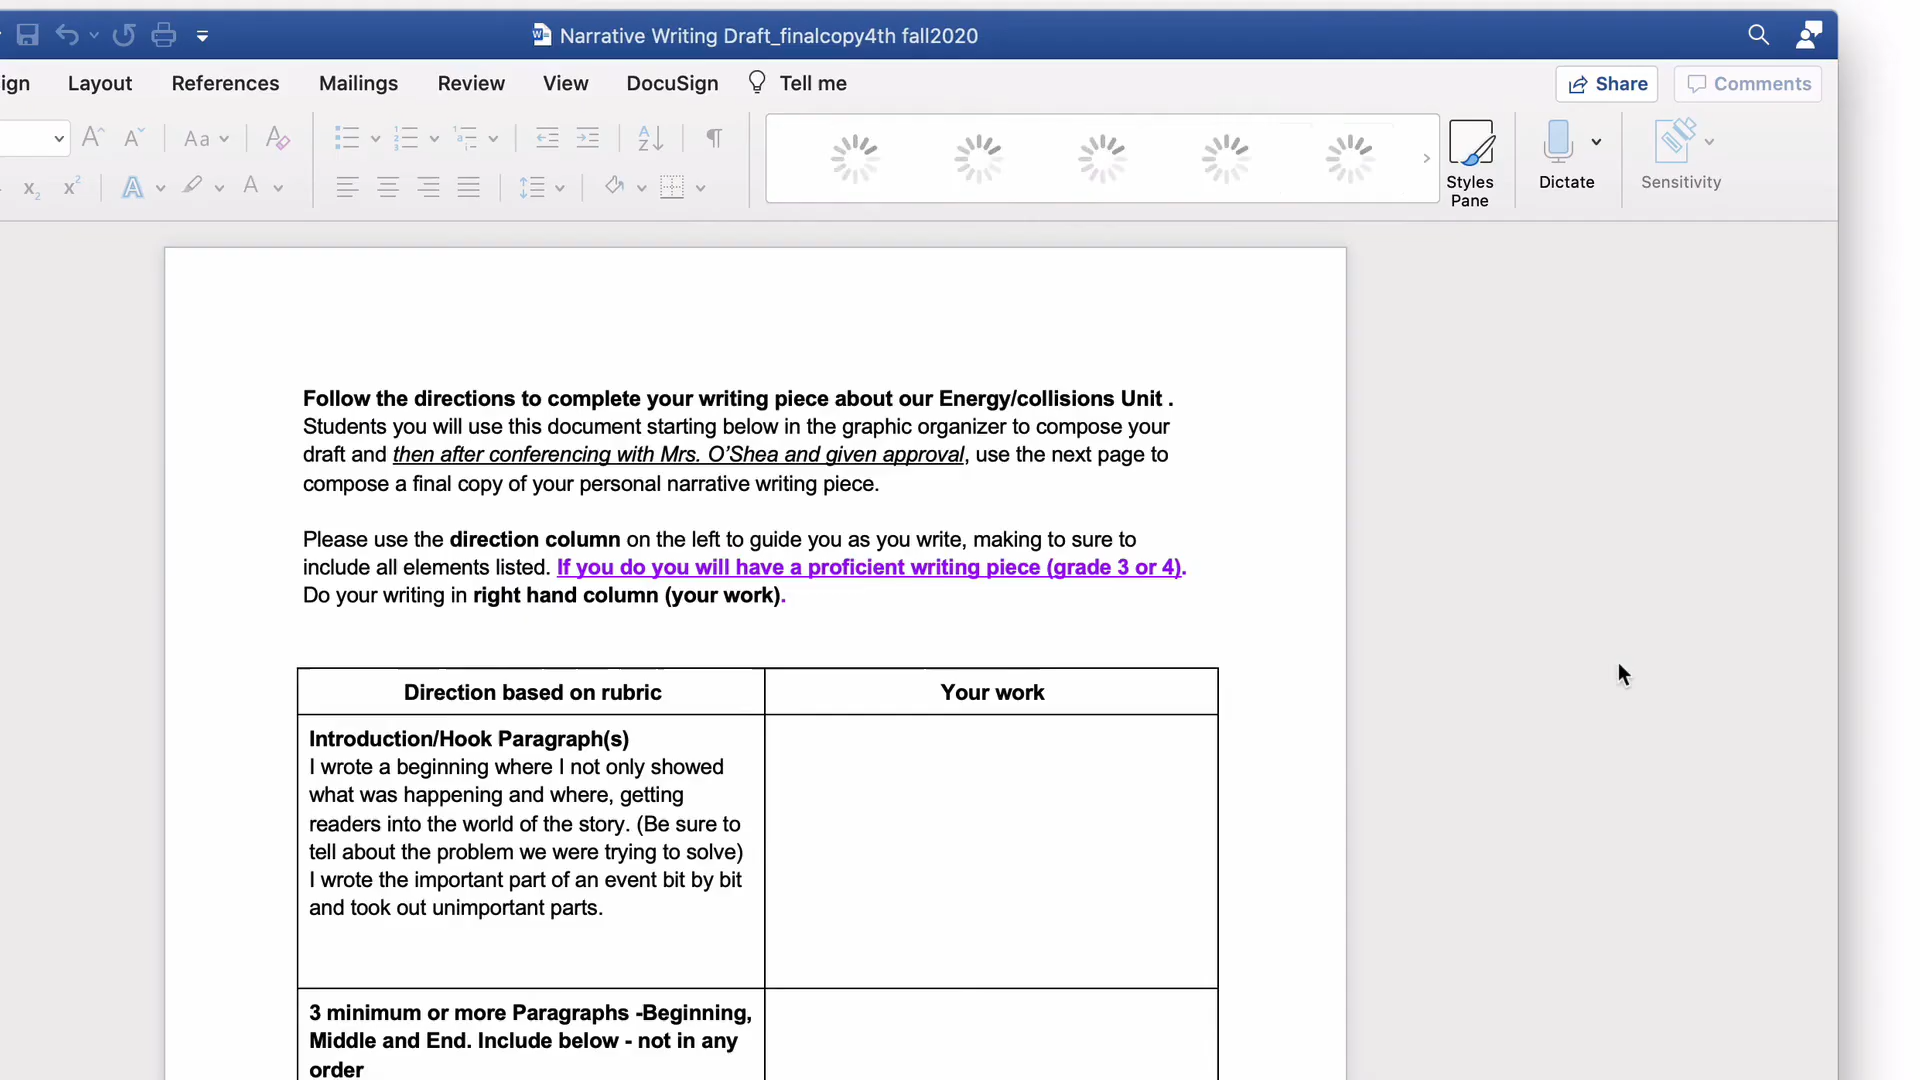 Narrative Writing Draft_finalcopy4th fall2020
ign Layout References Mailings Review View DocuSign Tell me Share Comments
Aa
Styles Pane
Dictate
Sensitivity
Follow the directions to complete your writing piece about our Energy/collisions Unit .
Students you will use this document starting below in the graphic organizer to compose your
draft and then after conferencing with Mrs. O'Shea and given approval, use the next page to
compose a final copy of your personal narrative writing piece.
Please use the direction column on the left to guide you as you write, making to sure to
include all elements listed. If you do you will have a proficient writing piece (grade 3 or 4).
Do your writing in right hand column (your work).
Direction based on rubric
Your work
Introduction/Hook Paragraph(s)
I wrote a beginning where I not only showed
what was happening and where, getting
readers into the world of the story. (Be sure to
tell about the problem we were trying to solve)
I wrote the important part of an event bit by bit
and took out unimportant parts.
3 minimum or more Paragraphs -Beginning,
Middle and End. Include below - not in any
order